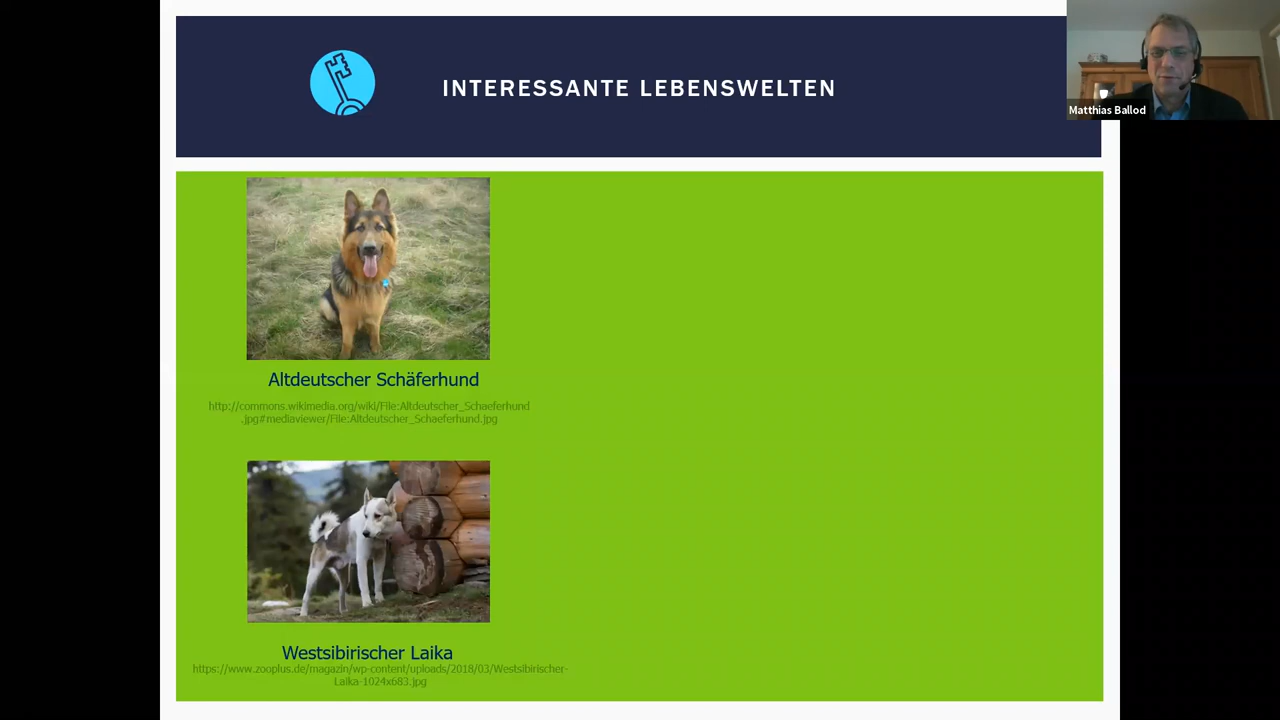 INTERESSANTE LEBENSWELTEN
Matthias Ballod
Altdeutscher Schäferhund
http://commons.wikimedia.org/wiki/File:Altdeutscher_Schaeferhund
.jpg#mediaviewer/File:Altdeutscher_Schaeferhund.jpg
Westsibirischer Laika
https://www.zooplus.de/magazin/wp-content/uploads/2018/03/Westsibirischer-
Laika-1024x683.jpg